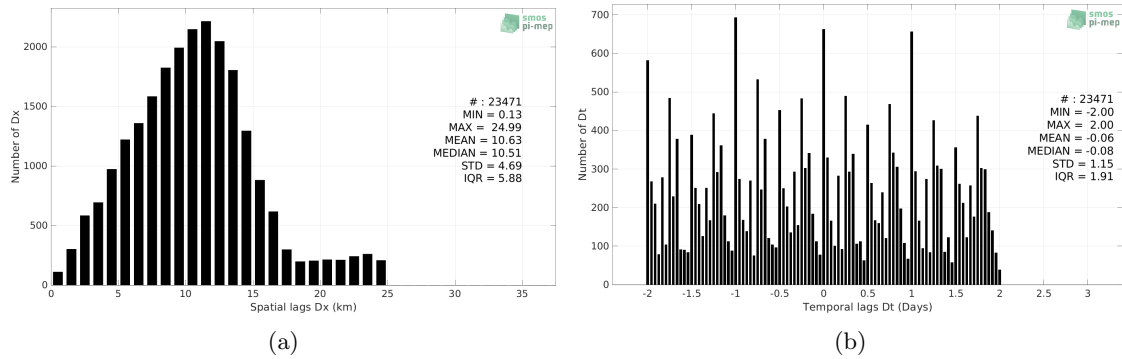 smos
pi-mep
2000
1500
1000
500
0
# : 23471
MIN = 0.13
MAX = 24.99
MEAN = 10.63
MEDIAN = 10.51
STD = 4.69
IQR = 5.88
Number of Dx
0 5 10 15 20 25 30 35
Spatial lags Dx (km)
(a)
smos
pi-mep
700
600
500
400
300
200
100
0
# : 23471
MIN = -2.00
MAX = 2.00
MEAN = -0.06
MEDIAN = -0.08
STD = 1.15
IQR = 1.91
Number of Dt
-2 -1.5 -1 -0.5 0 0.5 1 1.5 2 2.5 3
Temporal lags Dt (Days)
(b)